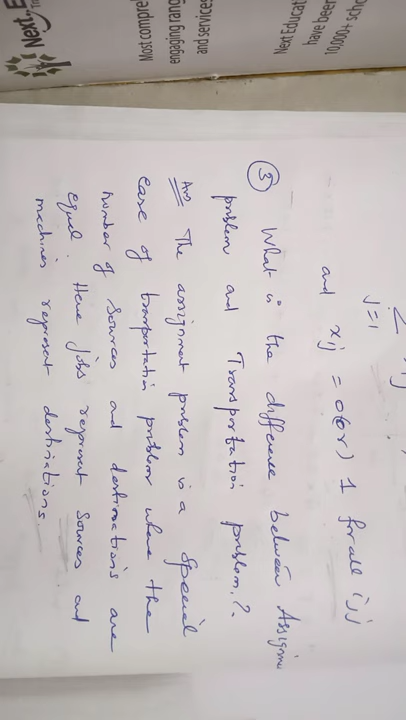 Next,
Most compre
engaging rang
and services
Next Educat
have been
10,000+ scho
j=1
and xij = 0(or) 1 for all i,j
③ What is the difference between Assignm
problem and Transportation problem.?
Ans The assignment problem is a special
case of transportation problem where the
number of sources and destinations are
equal. Here jobs represent sources and
machines represent destinations.